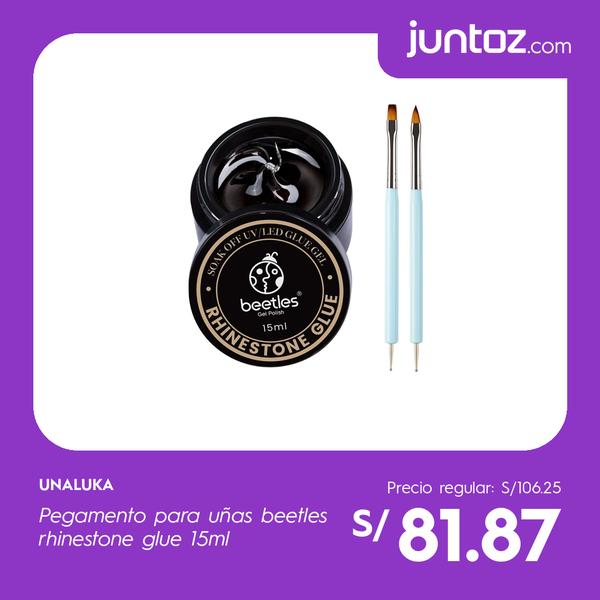 juntoz.com
SOAK OFF UV/LED GLUE GEL
beetles®
Gel Polish
15ml
RHINESTONE GLUE
UNALUKA
Pegamento para uñas beetles
rhinestone glue 15ml
Precio regular: S/106.25
S/81.87